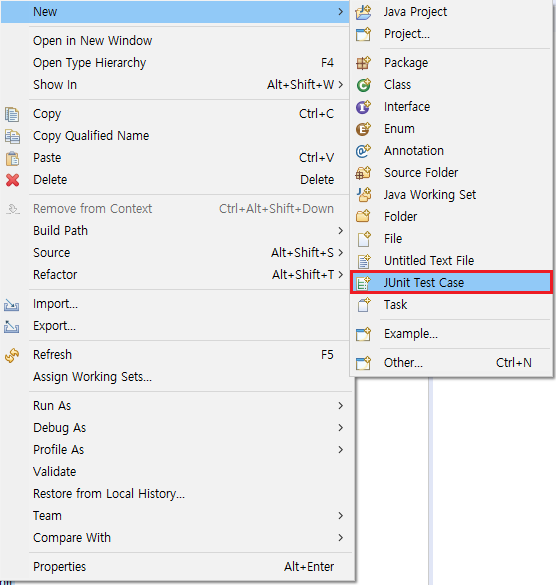 New
Open in New Window
Open Type Hierarchy F4
Show In Alt+Shift+W
Copy Ctrl+C
Copy Qualified Name
Paste Ctrl+V
Delete Delete
Remove from Context Ctrl+Alt+Shift+Down
Build Path
Source Alt+Shift+S
Refactor Alt+Shift+T
Import...
Export...
Refresh F5
Assign Working Sets...
Run As
Debug As
Profile As
Validate
Restore from Local History...
Team
Compare With
Properties Alt+Enter
Java Project
Project...
Package
Class
Interface
Enum
Annotation
Source Folder
Java Working Set
Folder
File
Untitled Text File
JUnit Test Case
Task
Example...
Other... Ctrl+N